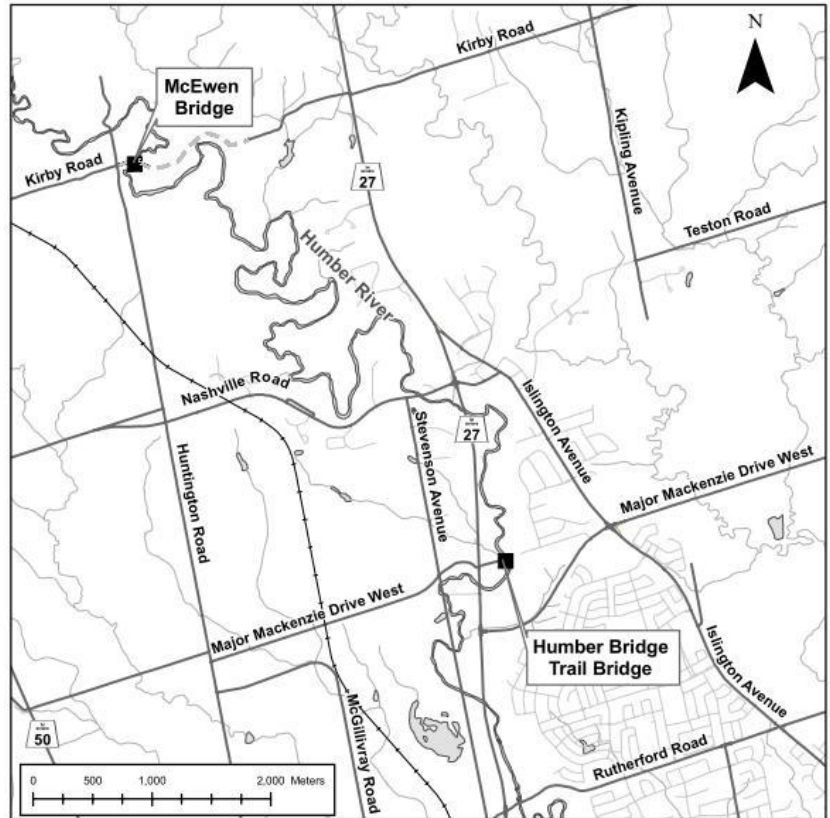 Kirby Road
N
McEwen
Bridge
Kipling Avenue
Kirby Road
27
Teston Road
Humber River
Nashville Road
Stevenson Avenue
27
Islington Avenue
Huntington Road
Major Mackenzie Drive West
Major Mackenzie Drive West
Humber Bridge
Trail Bridge
Islington Avenue
50
McGillivray Road
Rutherford Road
0 500 1,000 2,000 Meters